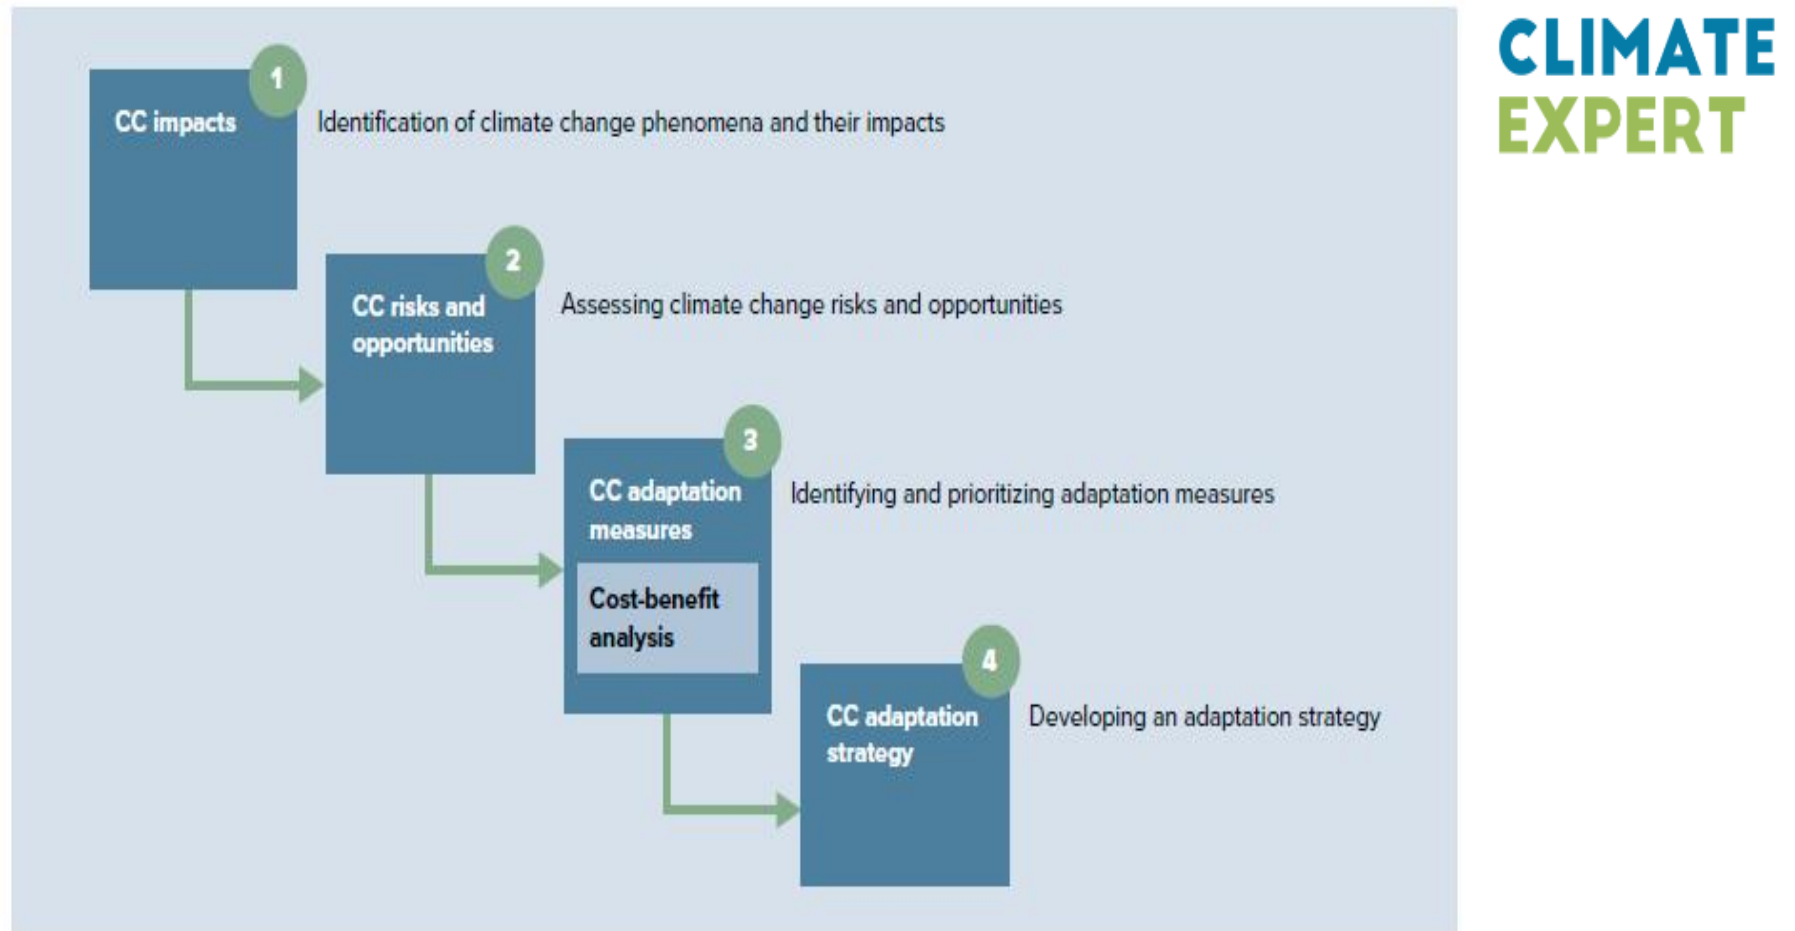 CLIMATE
EXPERT
1
CC impacts
Identification of climate change phenomena and their impacts
2
CC risks and
opportunities
Assessing climate change risks and opportunities
3
CC adaptation
measures
Identifying and prioritizing adaptation measures
Cost-benefit
analysis
4
CC adaptation
strategy
Developing an adaptation strategy